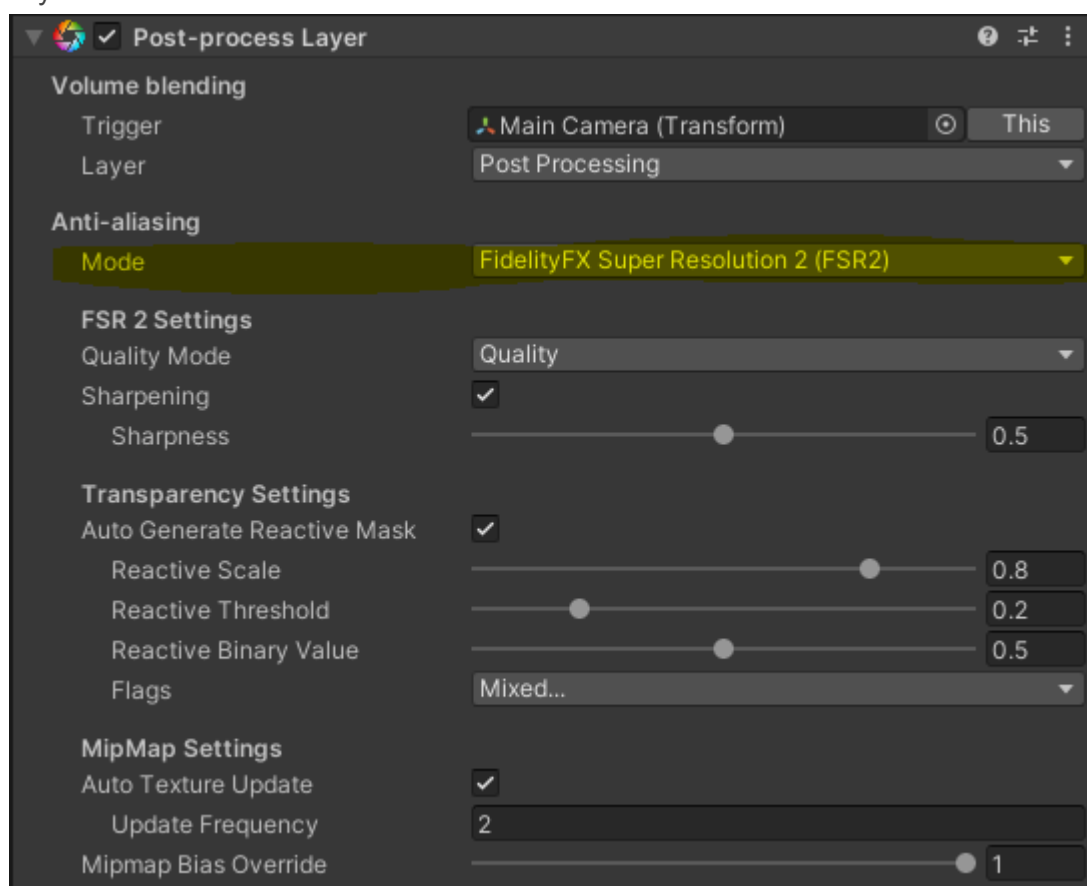 Post-process Layer
Volume blending
Trigger Main Camera (Transform) This
Layer Post Processing
Anti-aliasing
Mode FidelityFX Super Resolution 2 (FSR2)
FSR 2 Settings
Quality Mode Quality
Sharpening
Sharpness 0.5
Transparency Settings
Auto Generate Reactive Mask
Reactive Scale 0.8
Reactive Threshold 0.2
Reactive Binary Value 0.5
Flags Mixed...
MipMap Settings
Auto Texture Update
Update Frequency 2
Mipmap Bias Override 1